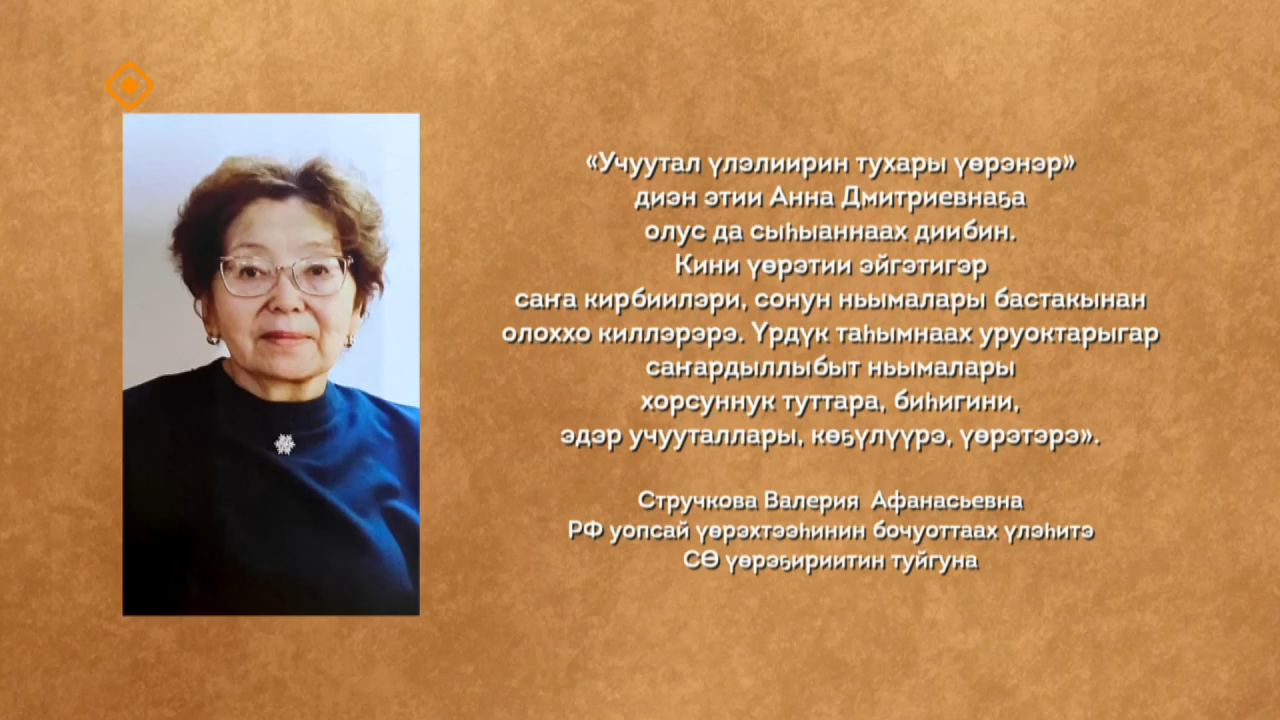 «Учуутал үлэлиирин тухары үөрэнэр»
диэн этии Анна Дмитриевнаҕа
олус да сыһыаннаах диибин.
Кини үөрэтии эйгэтигэр
саҥа кирбиилэри, сонун ньымалары бастакынан
олоххо киллэрэрэ. Үрдүк таһымнаах уруоктарыгар
саҥардыллыбыт ньымалары
хорсуннук туттара, биһигини,
эдэр учууталлары, көҕүлүүрэ, үөрэтэрэ».
Стручкова Валерия Афанасьевна
РФ уопсай үөрэхтээһинин бочуоттаах үлэһитэ
СӨ үөрэҕириитин туйгуна